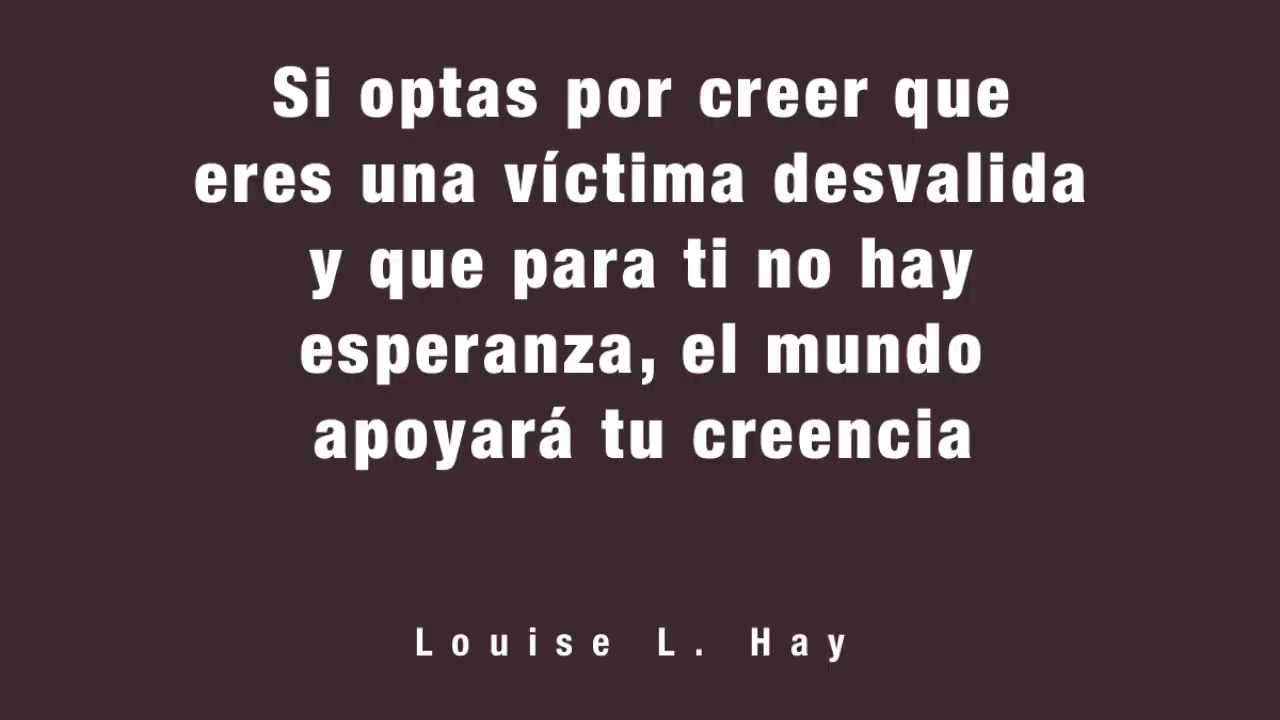 Si optas por creer que
eres una víctima desvalida
y que para ti no hay
esperanza, el mundo
apoyará tu creencia
Louise L. Hay